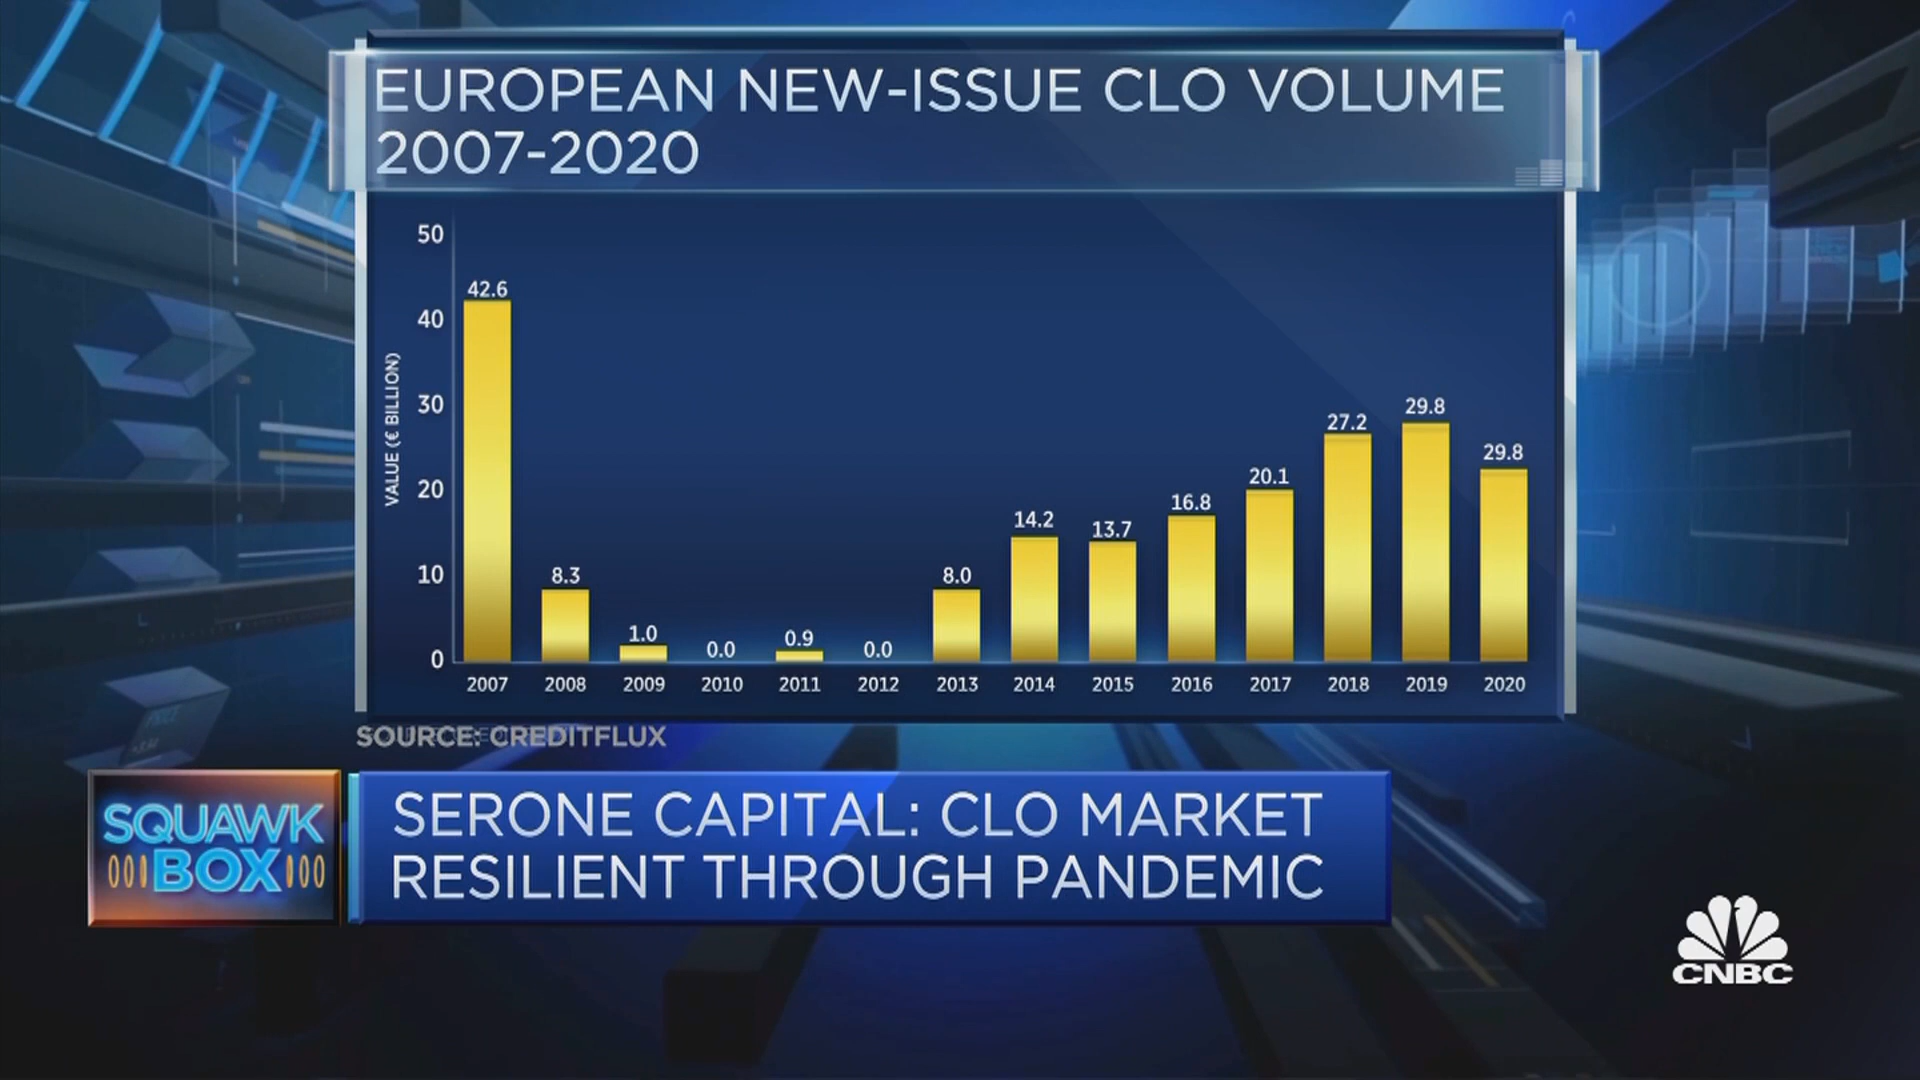 EUROPEAN NEW-ISSUE CLO VOLUME
2007-2020
50
40
30
20
10
0
VALUE (€ BILLION)
42.6
8.3
1.0
0.0
0.9
0.0
8.0
14.2
13.7
16.8
20.1
27.2
29.8
29.8
2007 2008 2009 2010 2011 2012 2013 2014 2015 2016 2017 2018 2019 2020
SOURCE: CREDITFLUX
SQUAWK
BOX
SERONE CAPITAL: CLO MARKET
RESILIENT THROUGH PANDEMIC
CNBC